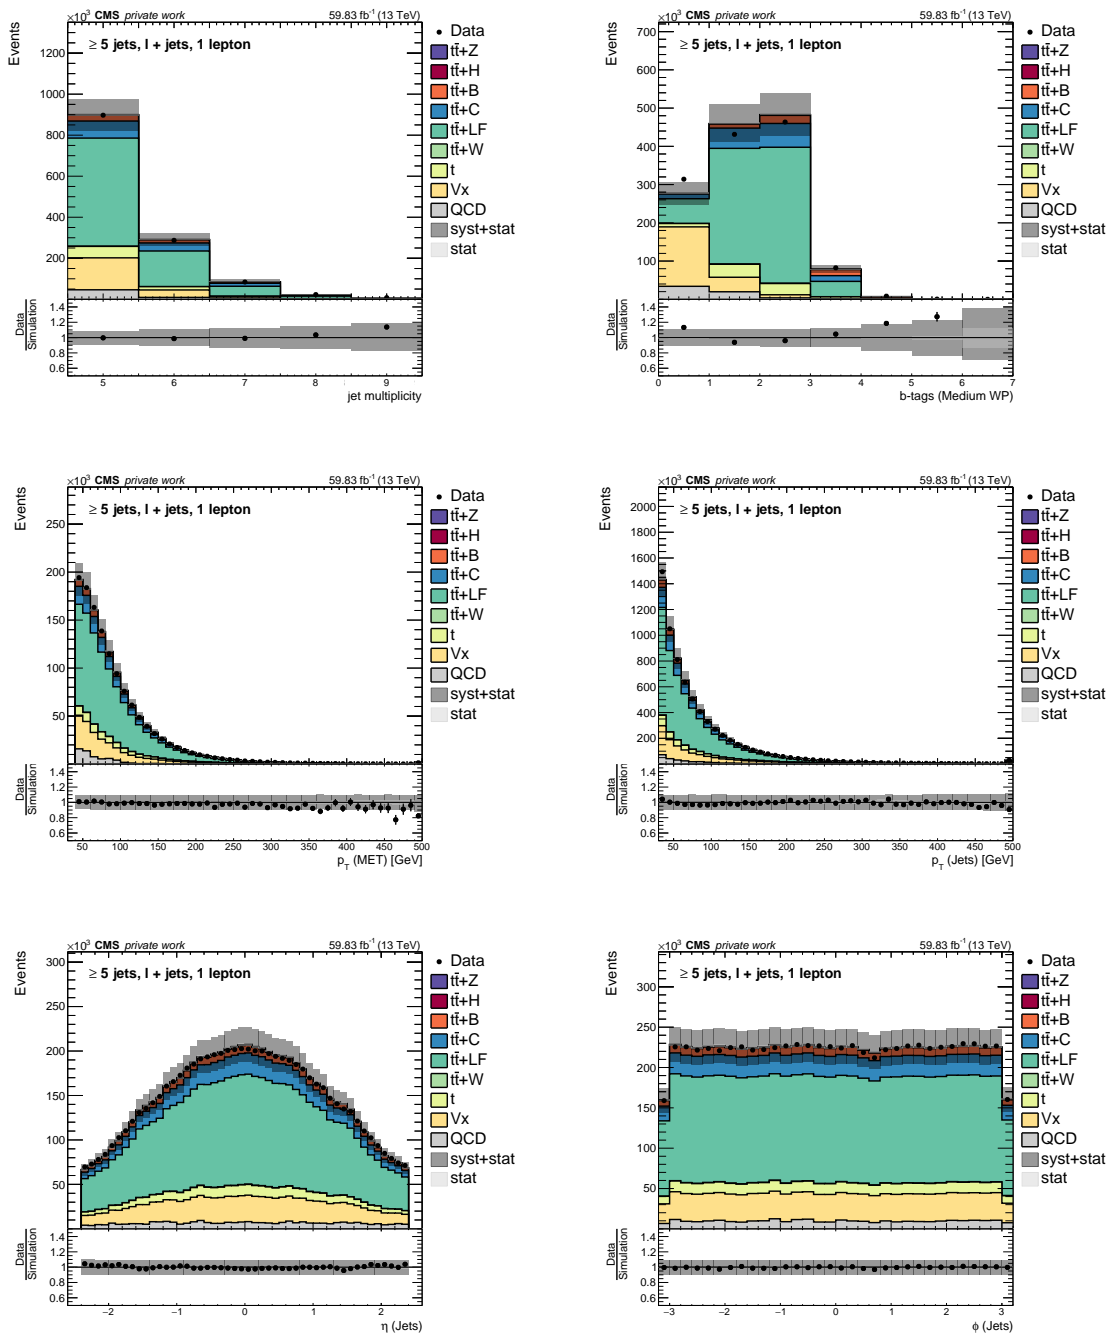 ×10³ CMS private work 59.83 fb⁻¹ (13 TeV)
Events
≥ 5 jets, l + jets, 1 lepton
1200
1000
800
600
400
200
Data
tt̄+Z
tt̄+H
tt̄+B
tt̄+C
tt̄+LF
tt̄+W
t
Vx
QCD
syst+stat
stat
Data
Simulation
1.4
1.2
1
0.8
0.6
5 6 7 8 9
jet multiplicity
×10³ CMS private work 59.83 fb⁻¹ (13 TeV)
Events
≥ 5 jets, l + jets, 1 lepton
700
600
500
400
300
200
100
Data
tt̄+Z
tt̄+H
tt̄+B
tt̄+C
tt̄+LF
tt̄+W
t
Vx
QCD
syst+stat
stat
Data
Simulation
1.4
1.2
1
0.8
0.6
0 1 2 3 4 5 6 7
b-tags (Medium WP)
×10³ CMS private work 59.83 fb⁻¹ (13 TeV)
Events
≥ 5 jets, l + jets, 1 lepton
250
200
150
100
50
Data
tt̄+Z
tt̄+H
tt̄+B
tt̄+C
tt̄+LF
tt̄+W
t
Vx
QCD
syst+stat
stat
Data
Simulation
1.4
1.2
1
0.8
0.6
50 100 150 200 250 300 350 400 450 500
p_T (MET) [GeV]
×10³ CMS private work 59.83 fb⁻¹ (13 TeV)
Events
≥ 5 jets, l + jets, 1 lepton
2000
1800
1600
1400
1200
1000
800
600
400
200
Data
tt̄+Z
tt̄+H
tt̄+B
tt̄+C
tt̄+LF
tt̄+W
t
Vx
QCD
syst+stat
stat
Data
Simulation
1.4
1.2
1
0.8
0.6
50 100 150 200 250 300 350 400 450 500
p_T (Jets) [GeV]
×10³ CMS private work 59.83 fb⁻¹ (13 TeV)
Events
≥ 5 jets, l + jets, 1 lepton
300
250
200
150
100
50
Data
tt̄+Z
tt̄+H
tt̄+B
tt̄+C
tt̄+LF
tt̄+W
t
Vx
QCD
syst+stat
stat
Data
Simulation
1.4
1.2
1
0.8
0.6
−2 −1 0 1 2
η (Jets)
×10³ CMS private work 59.83 fb⁻¹ (13 TeV)
Events
≥ 5 jets, l + jets, 1 lepton
300
250
200
150
100
50
Data
tt̄+Z
tt̄+H
tt̄+B
tt̄+C
tt̄+LF
tt̄+W
t
Vx
QCD
syst+stat
stat
Data
Simulation
1.4
1.2
1
0.8
0.6
−3 −2 −1 0 1 2 3
ϕ (Jets)